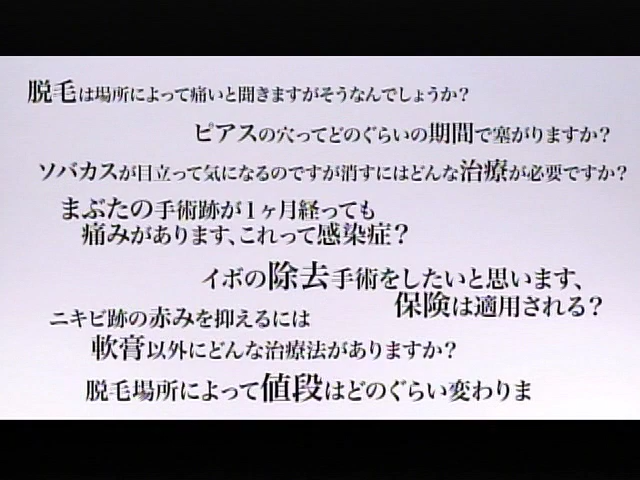 脱毛は場所によって痛いと聞きますがそうなんでしょうか?
ピアスの穴ってどのぐらいの期間で塞がりますか?
ソバカスが目立って気になるのですが消すにはどんな治療が必要ですか?
まぶたの手術跡が1ヶ月経っても
痛みがあります、これって感染症?
イボの除去手術をしたいと思います、
保険は適用される?
ニキビ跡の赤みを抑えるには
軟膏以外にどんな治療法がありますか?
脱毛場所によって値段はどのぐらい変わりま